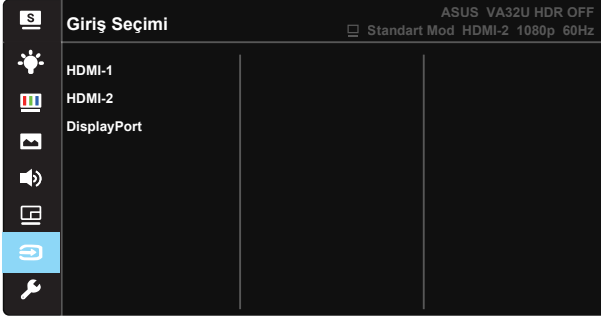 S
Giriş Seçimi
ASUS VA32U HDR OFF
Standart Mod HDMI-2 1080p 60Hz
HDMI-1
HDMI-2
DisplayPort